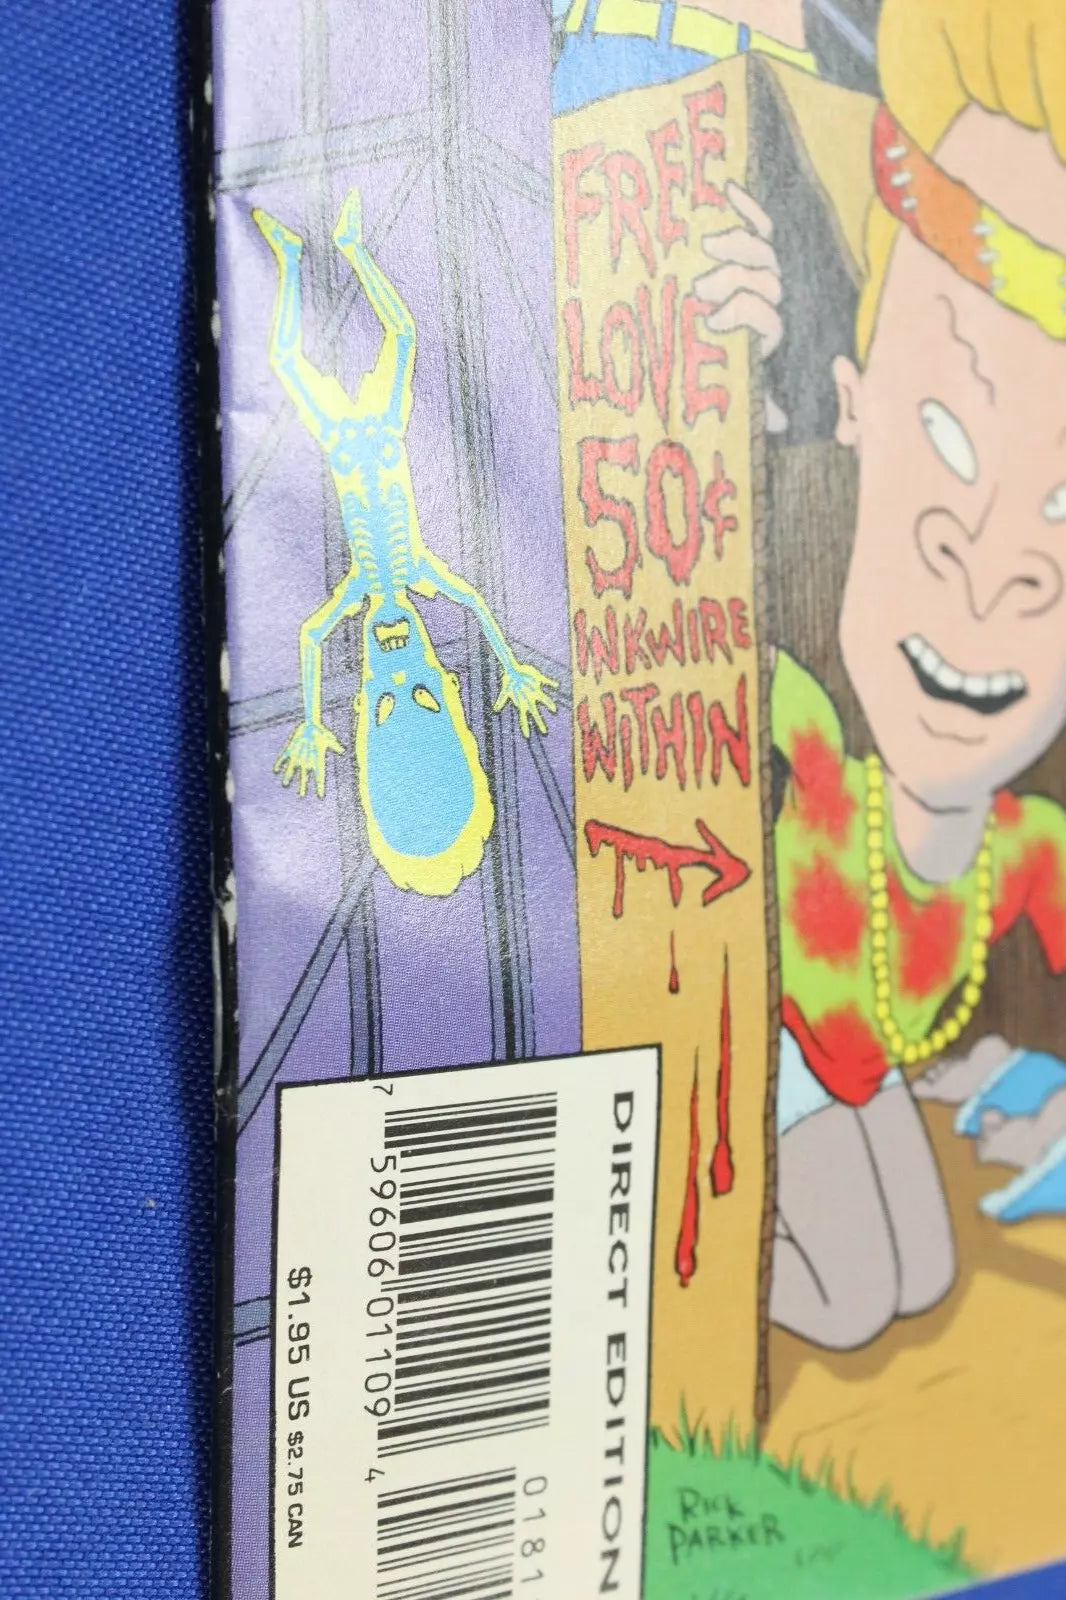 FREE
LOVE
50¢
INKWIRE
WITHIN
DIRECT EDITION
7 59606 01109 4
0181
$1.95 US $2.75 CAN
RICK
PARKER